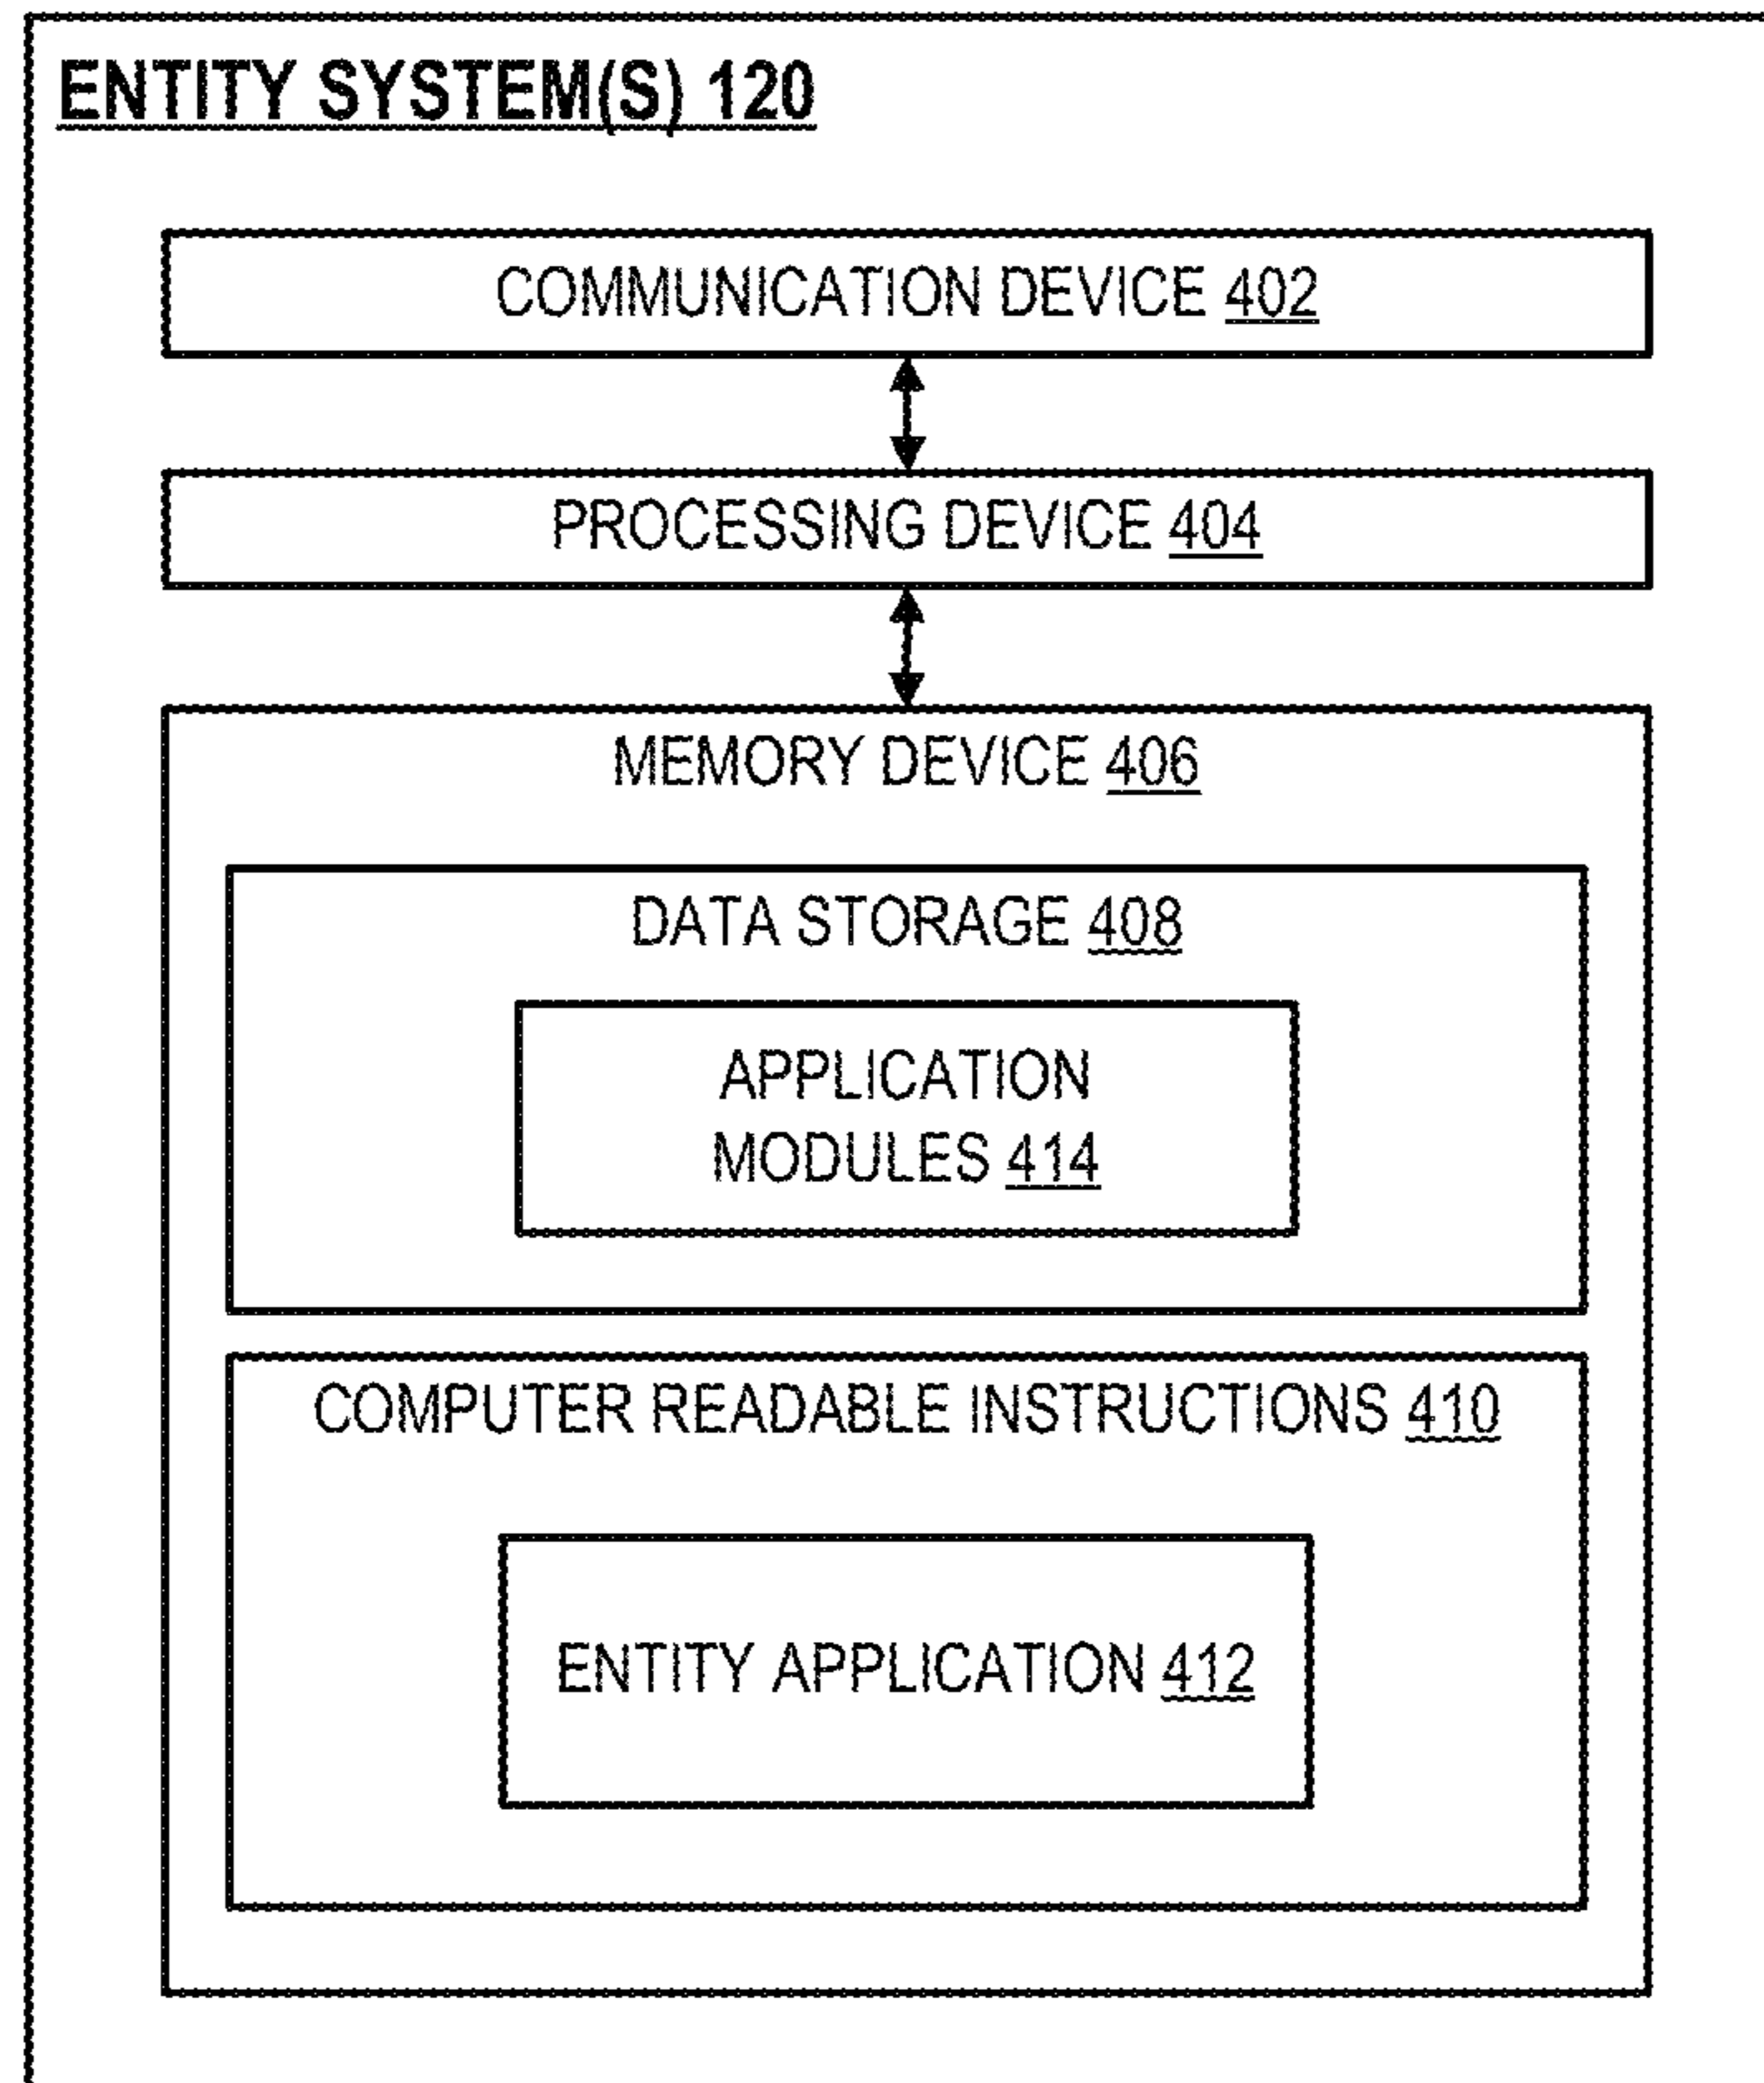 ENTITY SYSTEM(S) 120
COMMUNICATION DEVICE 402
PROCESSING DEVICE 404
MEMORY DEVICE 406
DATA STORAGE 408
APPLICATION
MODULES 414
COMPUTER READABLE INSTRUCTIONS 410
ENTITY APPLICATION 412